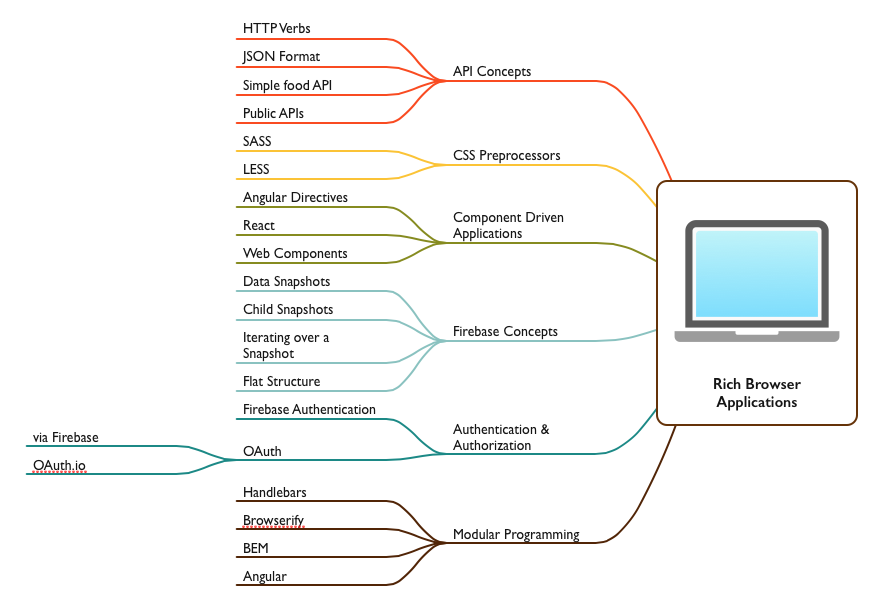 HTTP Verbs
JSON Format
Simple food API
Public APIs
API Concepts
SASS
LESS
CSS Preprocessors
Angular Directives
React
Web Components
Component Driven
Applications
Data Snapshots
Child Snapshots
Iterating over a
Snapshot
Flat Structure
Firebase Concepts
Firebase Authentication
OAuth
via Firebase
OAuth.io
Authentication &
Authorization
Handlebars
Browserify
BEM
Angular
Modular Programming
Rich Browser
Applications